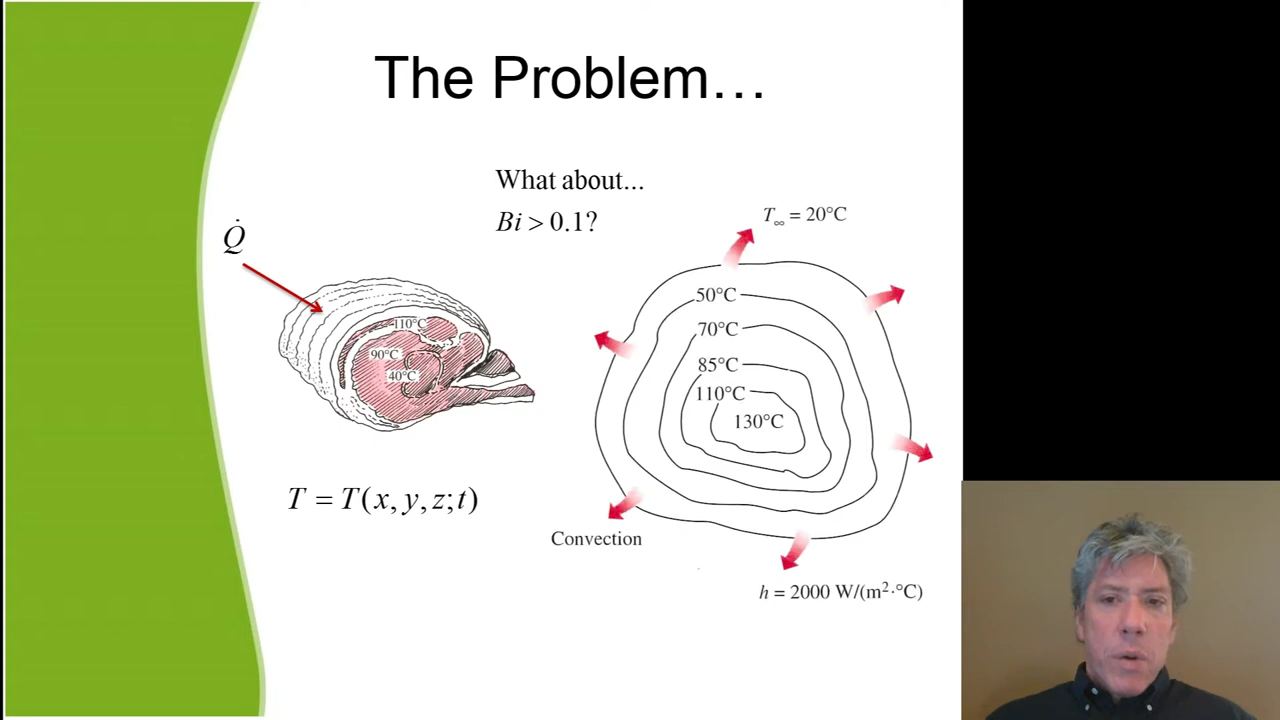 The Problem…
What about...
Bi > 0.1?
T∞ = 20°C
Q̇
50°C
110°C
70°C
90°C
85°C
40°C
110°C
130°C
T = T(x, y, z;t)
Convection
h = 2000 W/(m²·°C)